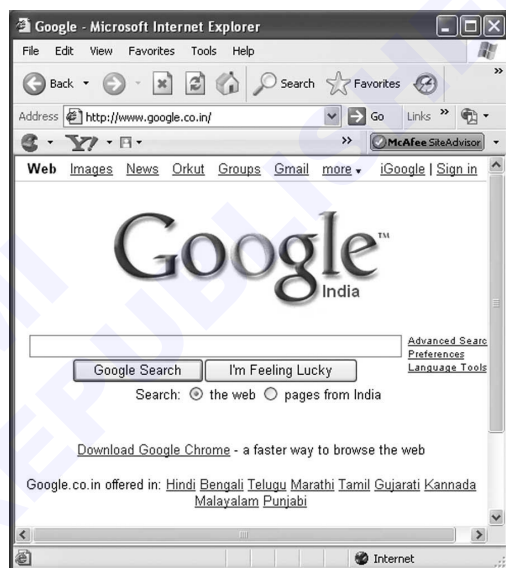 Google - Microsoft Internet Explorer
File Edit View Favorites Tools Help
Back Search Favorites »
Address http://www.google.co.in/ Go Links »
Y7 » McAfee SiteAdvisor
Web Images News Orkut Groups Gmail more iGoogle | Sign in
Google™
India
Advanced Searc
Preferences
Google Search I'm Feeling Lucky Language Tools
Search: the web pages from India
Download Google Chrome - a faster way to browse the web
Google.co.in offered in: Hindi Bengali Telugu Marathi Tamil Gujarati Kannada
Malayalam Punjabi
Internet